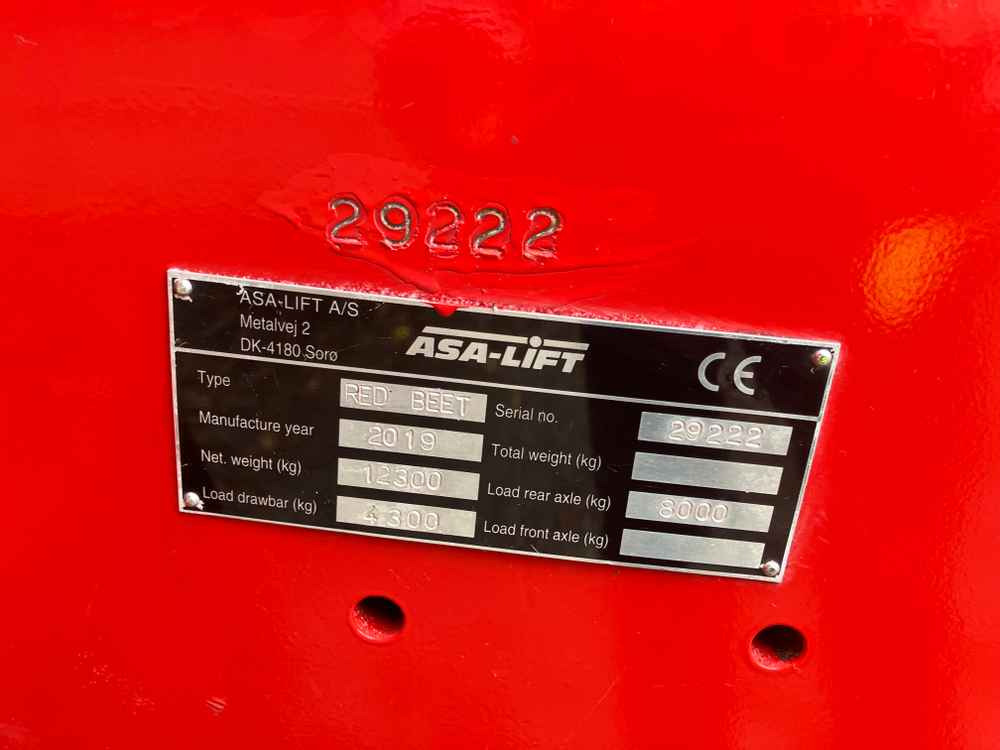 29222
ASA-LIFT A/S
Metalvej 2
DK-4180 Sorø
ASA-LIFT
CE
Type RED BEET Serial no. 29222
Manufacture year 2019 Total weight (kg)
Net. weight (kg) 12300 Load rear axle (kg) 8000
Load drawbar (kg) 4300 Load front axle (kg)